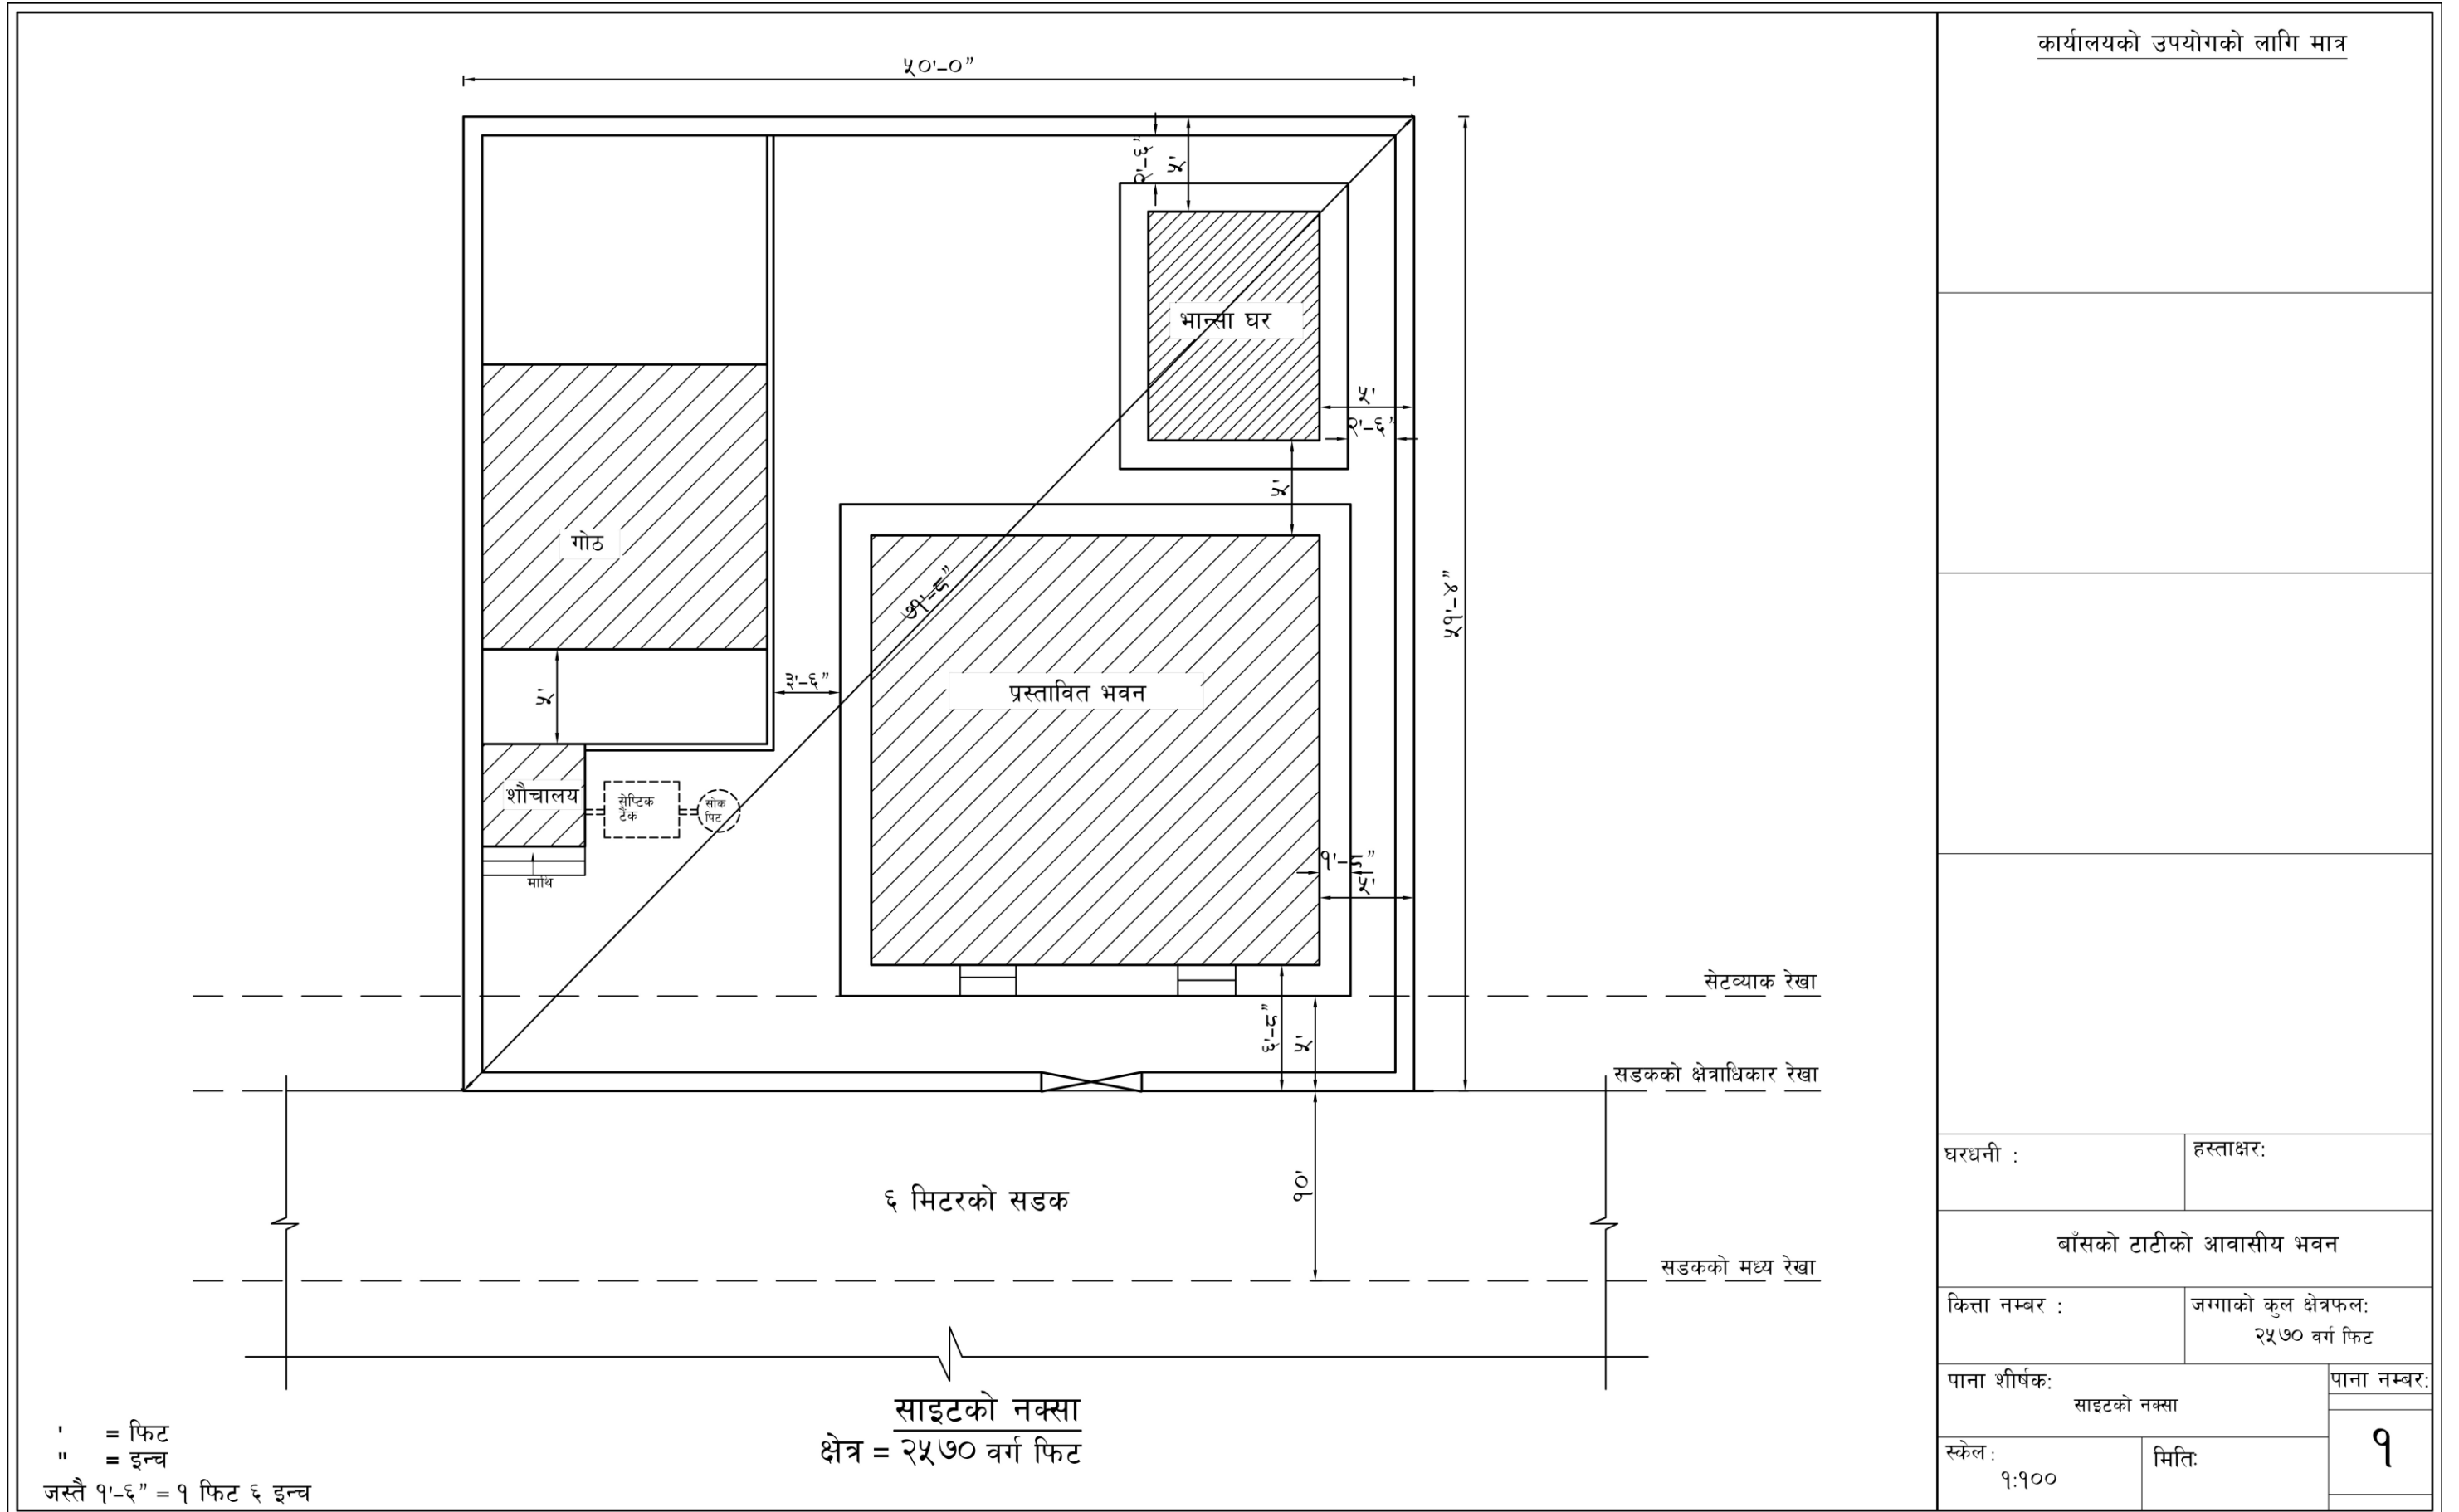 कार्यालयको उपयोगको लागि मात्र
५०'-०"
२'-६"
५'
भान्सा घर
५'
२'-६"
५'
गोठ
७१'-८"
५१'-४"
३'-६"
प्रस्तावित भवन
५'
शौचालय
सेप्टिक
टैंक
सोक
पिट
माथि
१'-८"
५'
सेटव्याक रेखा
६'-८"
५'
सडकको क्षेत्राधिकार रेखा
१०'
६ मिटरको सडक
सडकको मध्य रेखा
साइटको नक्सा
क्षेत्र = २५७० वर्ग फिट
' = फिट
" = इन्च
जस्तै १'-६" = १ फिट ६ इन्च
घरधनी :
हस्ताक्षर:
बाँसको टाटीको आवासीय भवन
कित्ता नम्बर :
जग्गाको कुल क्षेत्रफल:
२५७० वर्ग फिट
पाना शीर्षक:
साइटको नक्सा
पाना नम्बर:
१
स्केल :
१:१००
मिति: